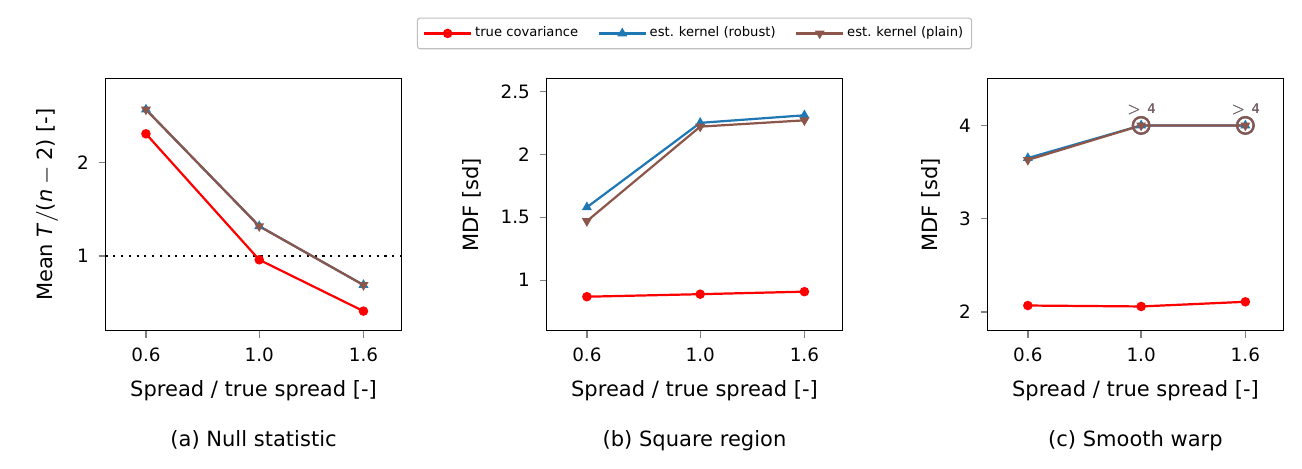 true covariance
est. kernel (robust)
est. kernel (plain)
Mean T/(n − 2) [-]
2
1
0.6
1.0
1.6
Spread / true spread [-]
(a) Null statistic
MDF [sd]
2.5
2
1.5
1
0.6
1.0
1.6
Spread / true spread [-]
(b) Square region
MDF [sd]
4
3
2
> 4
> 4
0.6
1.0
1.6
Spread / true spread [-]
(c) Smooth warp